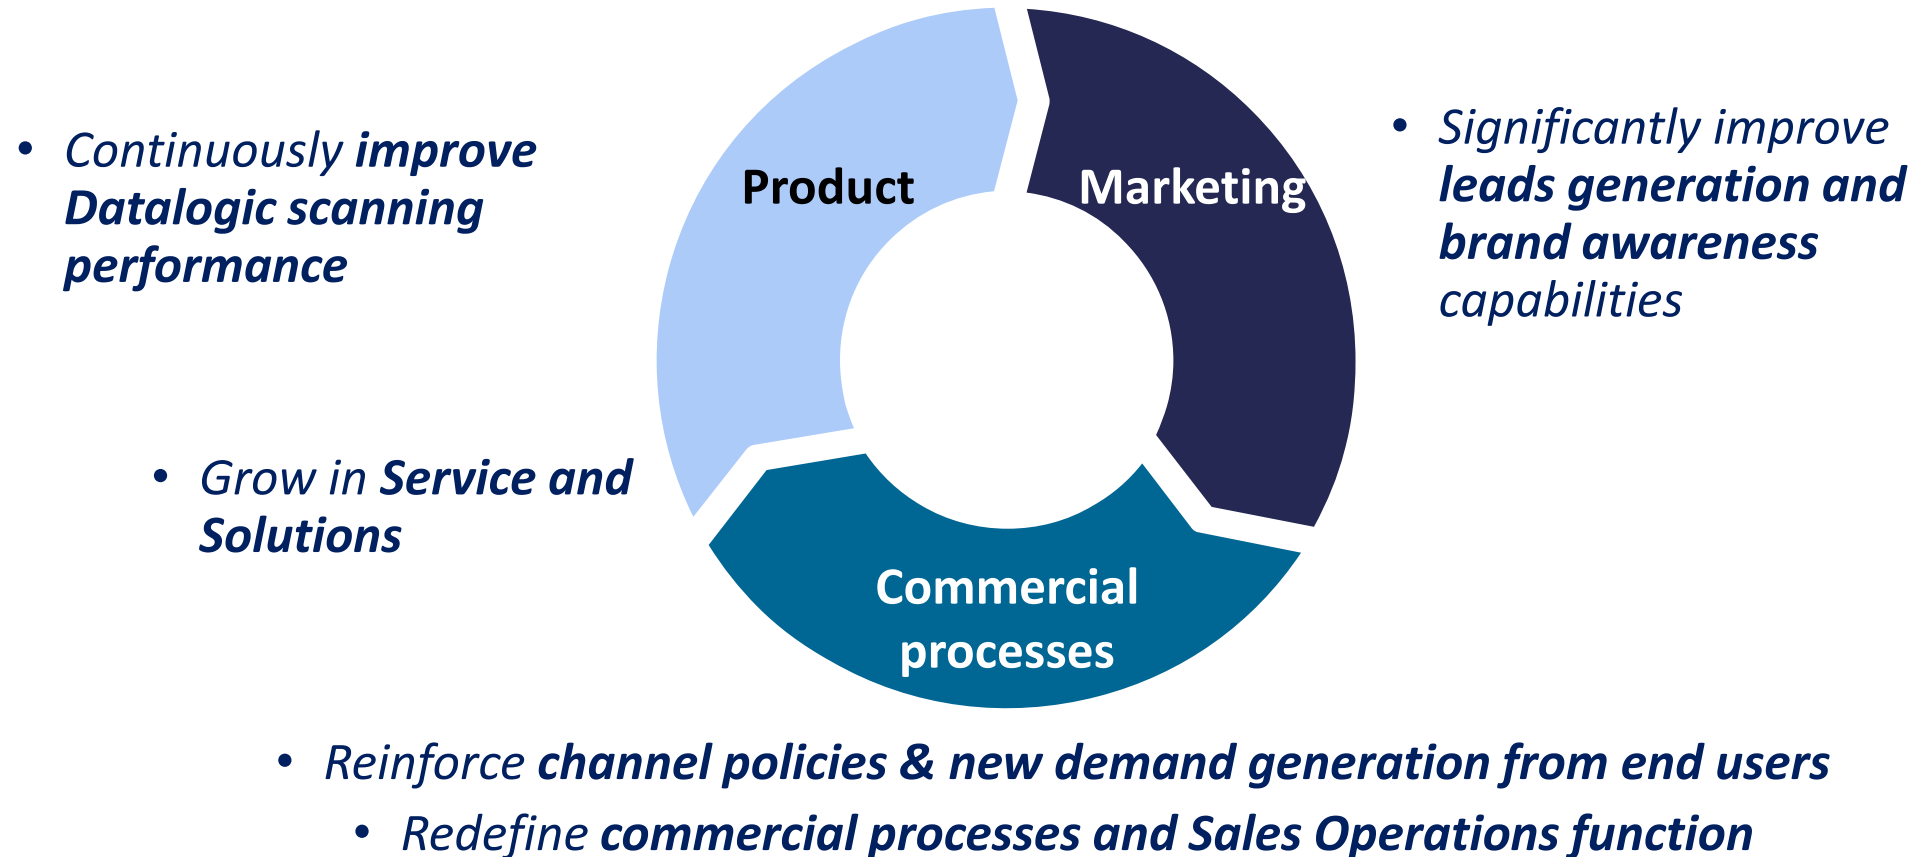 • Continuously improve
Datalogic scanning
performance
• Grow in Service and
Solutions
Product
Marketing
Commercial
processes
• Significantly improve
leads generation and
brand awareness
capabilities
• Reinforce channel policies & new demand generation from end users
• Redefine commercial processes and Sales Operations function